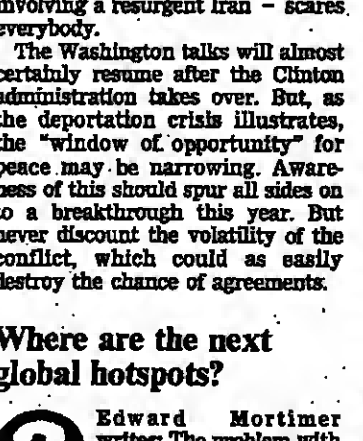 involving a resurgent Iran – scares
everybody.
The Washington talks will almost
certainly resume after the Clinton
administration takes over. But, as
the deportation crisis illustrates,
the "window of opportunity" for
peace may be narrowing. Aware-
ness of this should spur all sides on
to a breakthrough this year. But
never discount the volatility of the
conflict, which could as easily
destroy the chance of agreements.
Where are the next
global hotspots?
Edward Mortimer
writes: The problem with